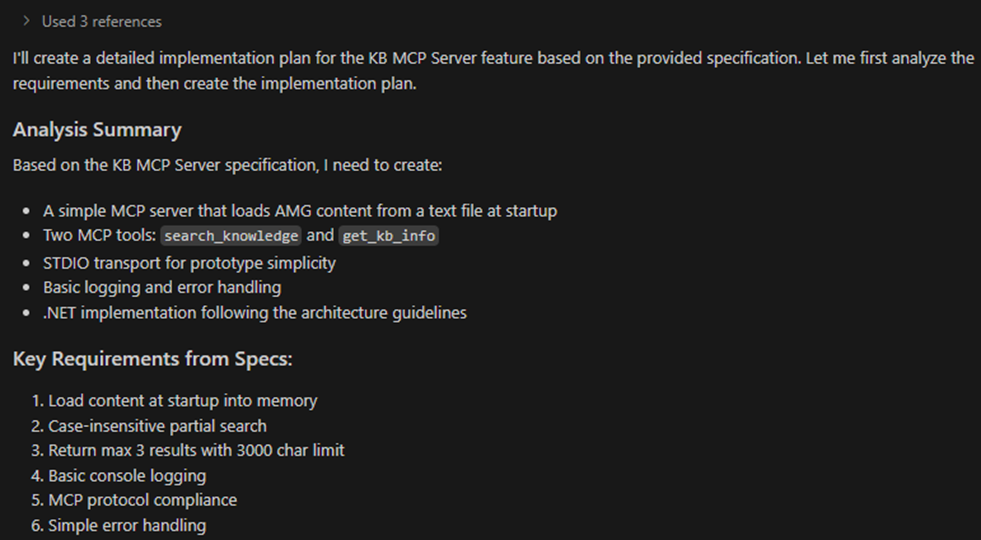 Used 3 references
I'll create a detailed implementation plan for the KB MCP Server feature based on the provided specification. Let me first analyze the
requirements and then create the implementation plan.
Analysis Summary
Based on the KB MCP Server specification, I need to create:
• A simple MCP server that loads AMG content from a text file at startup
• Two MCP tools: search_knowledge and get_kb_info
• STDIO transport for prototype simplicity
• Basic logging and error handling
• .NET implementation following the architecture guidelines
Key Requirements from Specs:
1. Load content at startup into memory
2. Case-insensitive partial search
3. Return max 3 results with 3000 char limit
4. Basic console logging
5. MCP protocol compliance
6. Simple error handling